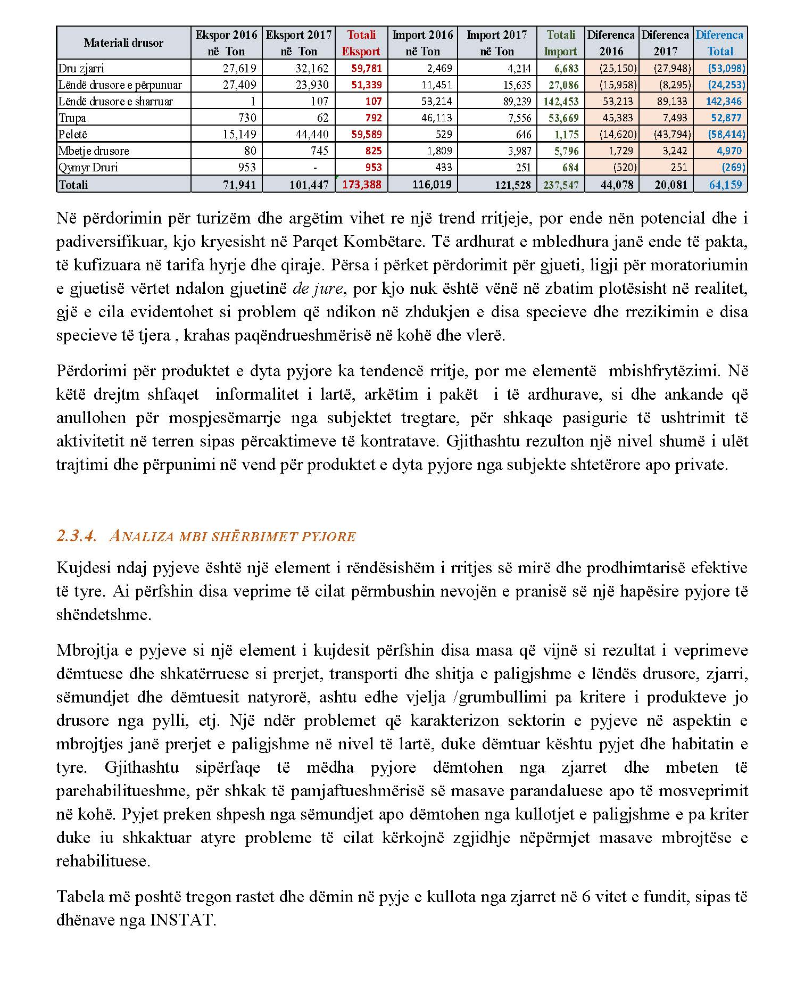 Materiali drusor Ekspor 2016 në Ton Eksport 2017 në Ton Totali Eksport Import 2016 në Ton Import 2017 në Ton Totali Import Diferenca 2016 Diferenca 2017 Diferenca Total
Dru zjarri 27,619 32,162 59,781 2,469 4,214 6,683 (25,150) (27,948) (53,098)
Lëndë drusore e përpunuar 27,409 23,930 51,339 11,451 15,635 27,086 (15,958) (8,295) (24,253)
Lëndë drusore e sharruar 1 107 107 53,214 89,239 142,453 53,213 89,133 142,346
Trupa 730 62 792 46,113 7,556 53,669 45,383 7,493 52,877
Peletë 15,149 44,440 59,589 529 646 1,175 (14,620) (43,794) (58,414)
Mbetje drusore 80 745 825 1,809 3,987 5,796 1,729 3,242 4,970
Qymyr Druri 953 - 953 433 251 684 (520) 251 (269)
Totali 71,941 101,447 173,388 116,019 121,528 237,547 44,078 20,081 64,159
Në përdorimin për turizëm dhe argëtim vihet re një trend rritjeje, por ende nën potencial dhe i
padiversifikuar, kjo kryesisht në Parqet Kombëtare. Të ardhurat e mbledhura janë ende të pakta,
të kufizuara në tarifa hyrje dhe qiraje. Përsa i përket përdorimit për gjueti, ligji për moratoriumin
e gjuetisë vërtet ndalon gjuetinë de jure, por kjo nuk është vënë në zbatim plotësisht në realitet,
gjë e cila evidentohet si problem që ndikon në zhdukjen e disa specieve dhe rrezikimin e disa
specieve të tjera , krahas paqëndrueshmërisë në kohë dhe vlerë.
Përdorimi për produktet e dyta pyjore ka tendencë rritje, por me elementë mbishfrytëzimi. Në
këtë drejtm shfaqet informalitet i lartë, arkëtim i pakët i të ardhurave, si dhe ankande që
anullohen për mospjesëmarrje nga subjektet tregtare, për shkaqe pasigurie të ushtrimit të
aktivitetit në terren sipas përcaktimeve të kontratave. Gjithashtu rezulton një nivel shumë i ulët
trajtimi dhe përpunimi në vend për produktet e dyta pyjore nga subjekte shtetërore apo private.
2.3.4. ANALIZA MBI SHËRBIMET PYJORE
Kujdesi ndaj pyjeve është një element i rëndësishëm i rritjes së mirë dhe prodhimtarisë efektive
të tyre. Ai përfshin disa veprime të cilat përmbushin nevojën e pranisë së një hapësire pyjore të
shëndetshme.
Mbrojtja e pyjeve si një element i kujdesit përfshin disa masa që vijnë si rezultat i veprimeve
dëmtuese dhe shkatërruese si prerjet, transporti dhe shitja e paligjshme e lëndës drusore, zjarri,
sëmundjet dhe dëmtuesit natyrorë, ashtu edhe vjelja /grumbullimi pa kritere i produkteve jo
drusore nga pylli, etj. Një ndër problemet që karakterizon sektorin e pyjeve në aspektin e
mbrojtjes janë prerjet e paligjshme në nivel të lartë, duke dëmtuar kështu pyjet dhe habitatin e
tyre. Gjithashtu sipërfaqe të mëdha pyjore dëmtohen nga zjarret dhe mbeten të
parehabilitueshme, për shkak të pamjaftueshmërisë së masave parandaluese apo të mosveprimit
në kohë. Pyjet preken shpesh nga sëmundjet apo dëmtohen nga kullotjet e paligjshme e pa kriter
duke iu shkaktuar atyre probleme të cilat kërkojnë zgjidhje nëpërmjet masave mbrojtëse e
rehabilituese.
Tabela më poshtë tregon rastet dhe dëmin në pyje e kullota nga zjarret në 6 vitet e fundit, sipas të
dhënave nga INSTAT.